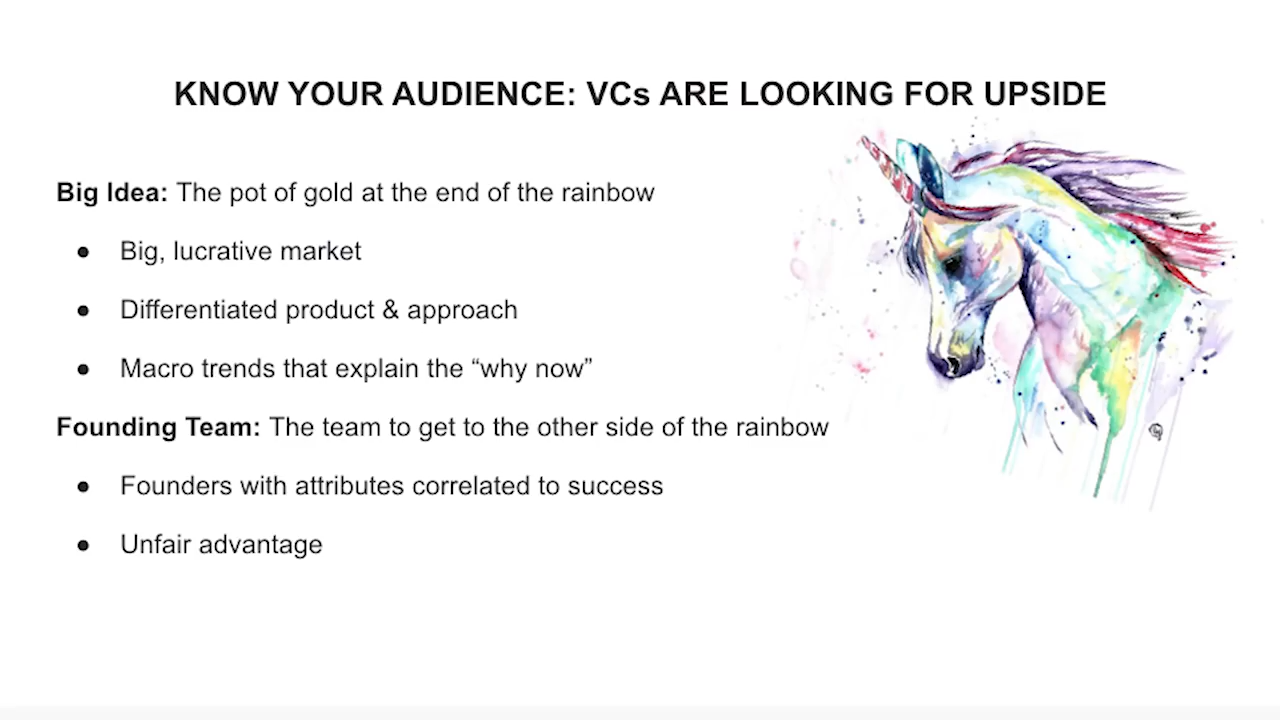 KNOW YOUR AUDIENCE: VCs ARE LOOKING FOR UPSIDE
Big Idea: The pot of gold at the end of the rainbow
● Big, lucrative market
● Differentiated product & approach
● Macro trends that explain the “why now”
Founding Team: The team to get to the other side of the rainbow
● Founders with attributes correlated to success
● Unfair advantage